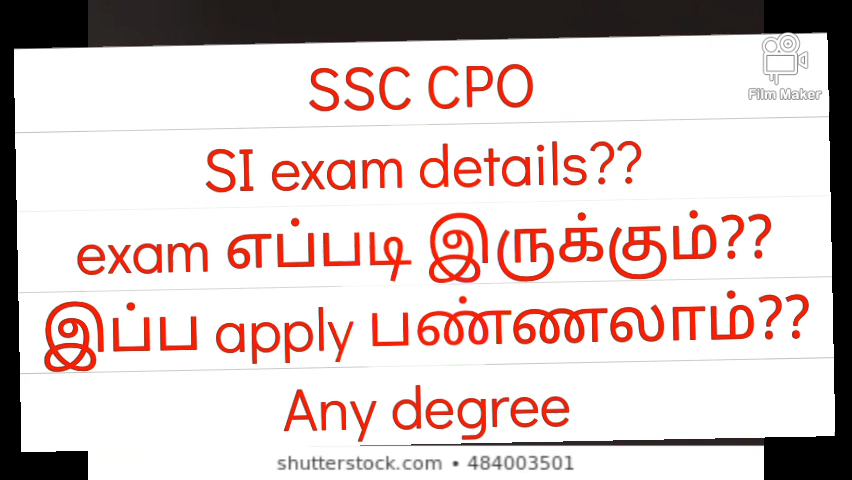 Film Maker
SSC CPO
SI exam details??
exam எப்படி இருக்கும்??
இப்ப apply பண்ணலாம்??
Any degree
shutterstock.com • 484003501